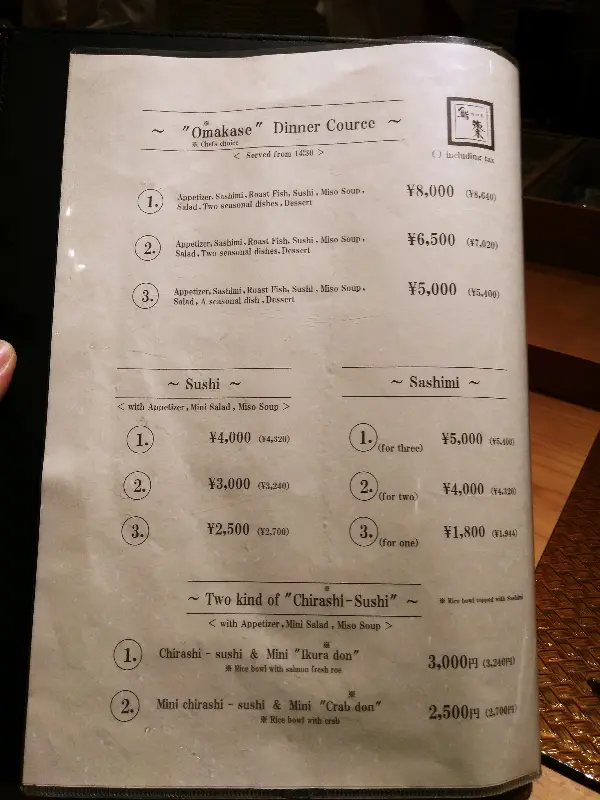 ~ "Omakase" Dinner Cource ~
※
※ Chefs choice
< Served from 14:30 >
鮨
( ) including tax
1. Appetizer, Sashimi, Roast Fish, Sushi, Miso Soup, ¥8,000 (¥8,640)
Salad, Two seasonal dishes, Dessert
2. Appetizer, Sashimi, Roast Fish, Sushi, Miso Soup, ¥6,500 (¥7,020)
Salad, Two seasonal dishes, Dessert
3. Appetizer, Sashimi, Roast Fish, Sushi, Miso Soup, ¥5,000 (¥5,400)
Salad, A seasonal dish, Dessert
~ Sushi ~
< with Appetizer, Mini Salad, Miso Soup >
1. ¥4,000 (¥4,320)
2. ¥3,000 (¥3,240)
3. ¥2,500 (¥2,700)
~ Sashimi ~
1. (for three) ¥5,000 (¥5,400)
2. (for two) ¥4,000 (¥4,320)
3. (for one) ¥1,800 (¥1,944)
※
~ Two kind of "Chirashi-Sushi" ~ ※ Rice bowl topped with Sashimi
< with Appetizer, Mini Salad, Miso Soup >
※
1. Chirashi - sushi & Mini "Ikura don" 3,000円 (3,240円)
※ Rice bowl with salmon fresh roe
※
2. Mini chirashi - sushi & Mini "Crab don" 2,500円 (2,700円)
※ Rice bowl with crab